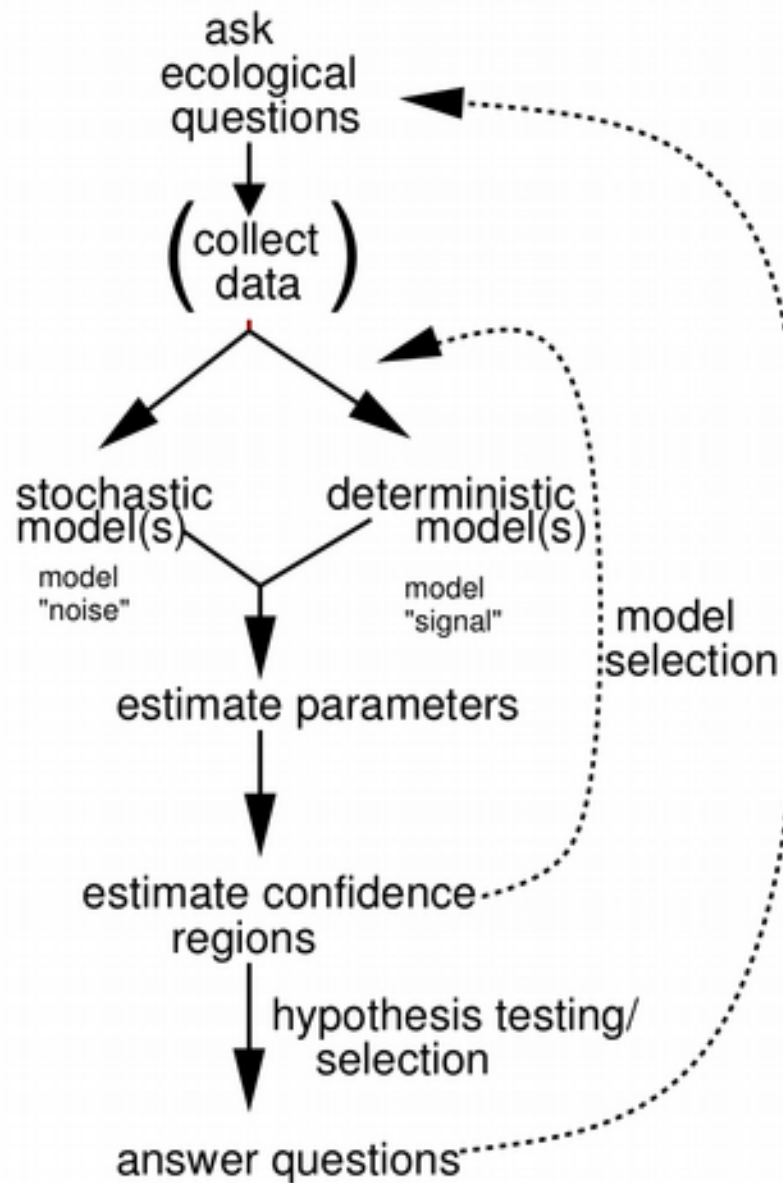 ask
ecological
questions
( collect
data )
stochastic
model(s)
deterministic
model(s)
model
"noise"
model
"signal"
model
selection
estimate parameters
estimate confidence
regions
hypothesis testing/
selection
answer questions